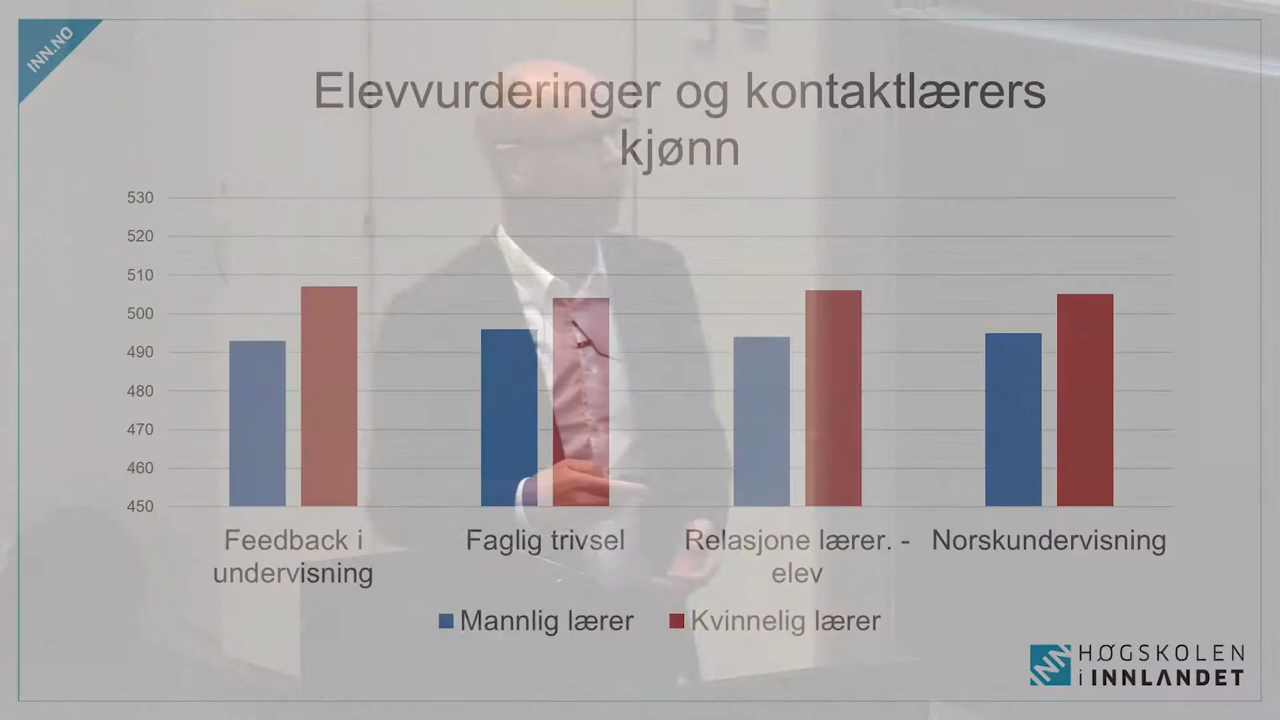 INN.NO
Elevvurderinger og kontaktlærers
kjønn
530
520
510
500
490
480
470
460
450
Feedback i
undervisning
Faglig trivsel
Relasjone lærer. -
elev
Norskundervisning
Mannlig lærer
Kvinnelig lærer
INN
HØGSKOLEN
i INNLANDET